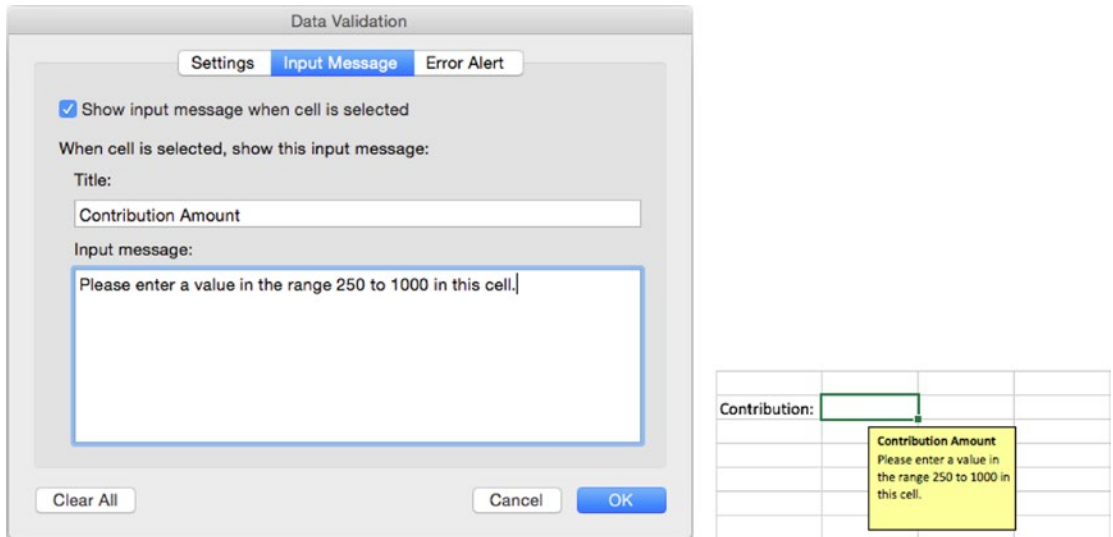 Data Validation
Settings Input Message Error Alert
Show input message when cell is selected
When cell is selected, show this input message:
Title:
Contribution Amount
Input message:
Please enter a value in the range 250 to 1000 in this cell.
Clear All Cancel OK
Contribution:
Contribution Amount
Please enter a value in
the range 250 to 1000 in
this cell.